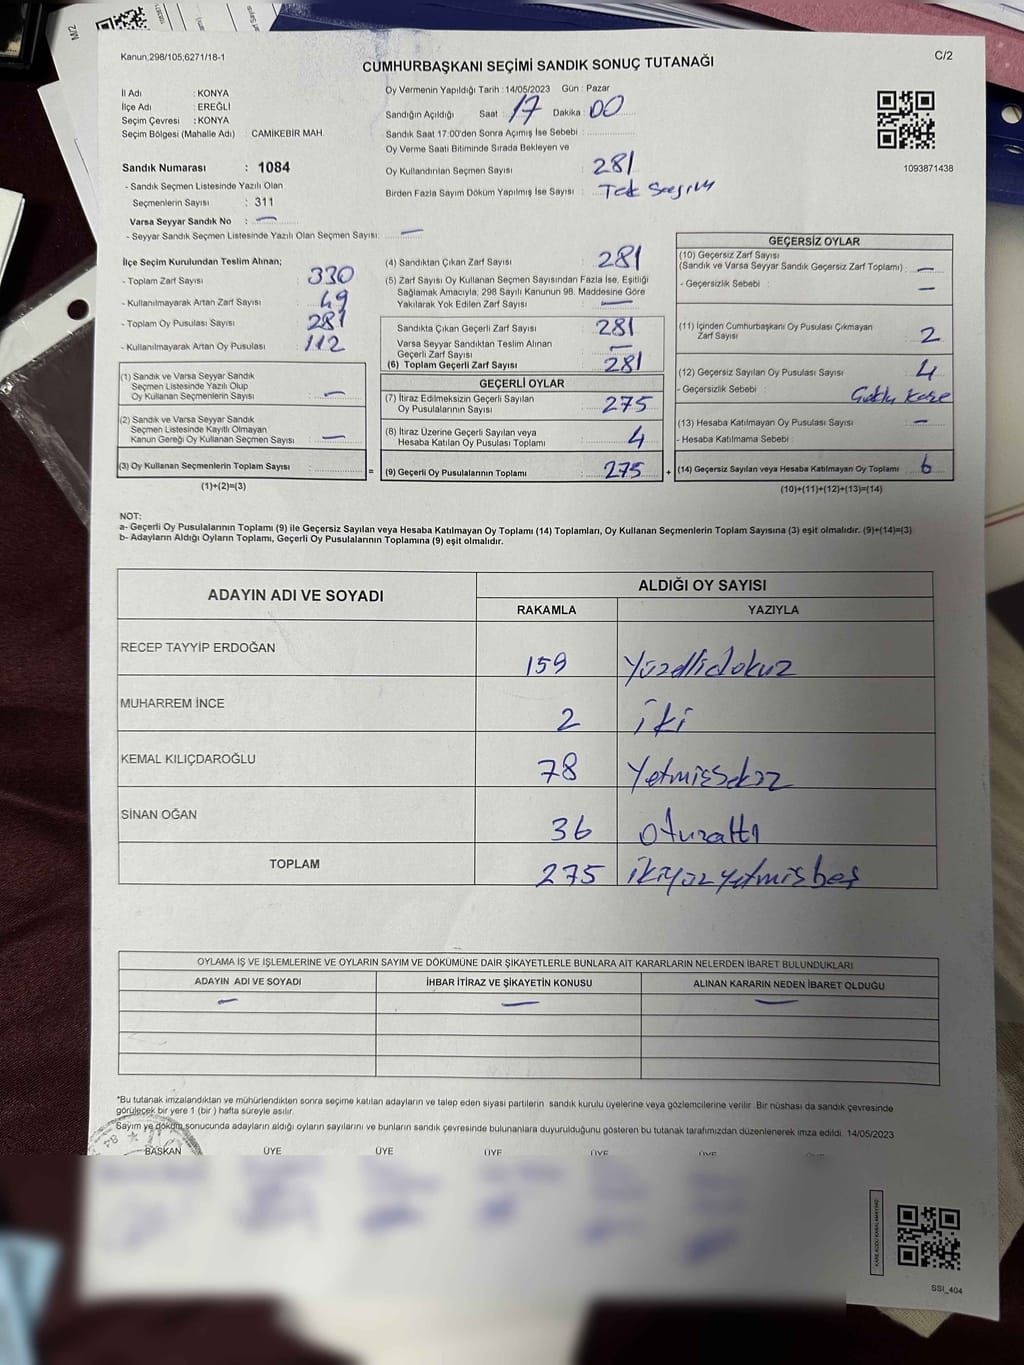 Kanun,298/105;6271/18-1
C/2
CUMHURBAŞKANI SEÇİMİ SANDIK SONUÇ TUTANAĞI
İl Adı : KONYA
İlçe Adı : EREĞLİ
Seçim Çevresi : KONYA
Seçim Bölgesi (Mahalle Adı) : CAMİKEBİR MAH.
Oy Vermenin Yapıldığı Tarih : 14/05/2023 Gün : Pazar
Sandığın Açıldığı Saat : 17 Dakika : 00
Sandık Saat 17:00'den Sonra Açımış İse Sebebi :
Oy Verme Saati Bitiminde Sırada Bekleyen ve
Oy Kullandırılan Seçmen Sayısı : 281
Birden Fazla Sayım Döküm Yapılmış İse Sayısı : Tek Sayım
1093871438
Sandık Numarası : 1084
- Sandık Seçmen Listesinde Yazılı Olan
Seçmenlerin Sayısı : 311
Varsa Seyyar Sandık No : —
- Seyyar Sandık Seçmen Listesinde Yazılı Olan Seçmen Sayısı: —
İlçe Seçim Kurulundan Teslim Alınan;
- Toplam Zarf Sayısı : 330
- Kullanılmayarak Artan Zarf Sayısı : 49
- Toplam Oy Pusulası Sayısı : 281
- Kullanılmayarak Artan Oy Pusulası : 112
(1) Sandık ve Varsa Seyyar Sandık
Seçmen Listesinde Yazılı Olup
Oy Kullanan Seçmenlerin Sayısı : —
(2) Sandık ve Varsa Seyyar Sandık
Seçmen Listesinde Kayıtlı Olmayan
Kanun Gereği Oy Kullanan Seçmen Sayısı : —
(3) Oy Kullanan Seçmenlerin Toplam Sayısı :
(1)+(2)=(3)
=
(4) Sandıktan Çıkan Zarf Sayısı : 281
(5) Zarf Sayısı Oy Kullanan Seçmen Sayısından Fazla İse, Eşitliği
Sağlamak Amacıyla, 298 Sayılı Kanunun 98. Maddesine Göre
Yakılarak Yok Edilen Zarf Sayısı : —
Sandıkta Çıkan Geçerli Zarf Sayısı : 281
Varsa Seyyar Sandıktan Teslim Alınan
Geçerli Zarf Sayısı : —
(6) Toplam Geçerli Zarf Sayısı : 281
GEÇERLİ OYLAR
(7) İtiraz Edilmeksizin Geçerli Sayılan
Oy Pusulalarının Sayısı : 275
(8) İtiraz Üzerine Geçerli Sayılan veya
Hesaba Katılan Oy Pusulası Toplamı : 4
(9) Geçerli Oy Pusulalarının Toplamı : 275
+
GEÇERSİZ OYLAR
(10) Geçersiz Zarf Sayısı
(Sandık ve Varsa Seyyar Sandık Geçersiz Zarf Toplamı) : —
- Geçersizlik Sebebi : —
(11) İçinden Cumhurbaşkanı Oy Pusulası Çıkmayan
Zarf Sayısı : 2
(12) Geçersiz Sayılan Oy Pusulası Sayısı : 4
- Geçersizlik Sebebi :
(13) Hesaba Katılmayan Oy Pusulası Sayısı : —
- Hesaba Katılmama Sebebi :
(14) Geçersiz Sayılan veya Hesaba Katılmayan Oy Toplamı : 6
(10)+(11)+(12)+(13)=(14)
NOT:
a- Geçerli Oy Pusulalarının Toplamı (9) ile Geçersiz Sayılan veya Hesaba Katılmayan Oy Toplamı (14) Toplamları, Oy Kullanan Seçmenlerin Toplam Sayısına (3) eşit olmalıdır. (9)+(14)=(3)
b- Adayların Aldığı Oyların Toplamı, Geçerli Oy Pusulalarının Toplamına (9) eşit olmalıdır.
ADAYIN ADI VE SOYADI ALDIĞI OY SAYISI
RAKAMLA YAZIYLA
RECEP TAYYİP ERDOĞAN 159 Yüzellidokuz
MUHARREM İNCE 2 iki
KEMAL KILIÇDAROĞLU 78 Yetmişsekiz
SİNAN OĞAN 36 otuzaltı
TOPLAM 275 ikiyüzyetmişbeş
OYLAMA İŞ VE İŞLEMLERİNE VE OYLARIN SAYIM VE DÖKÜMÜNE DAİR ŞİKAYETLERLE BUNLARA AİT KARARLARIN NELERDEN İBARET BULUNDUKLARI
ADAYIN ADI VE SOYADI İHBAR İTİRAZ VE ŞİKAYETİN KONUSU ALINAN KARARIN NEDEN İBARET OLDUĞU
— — —
*Bu tutanak imzalandıktan ve mühürlendikten sonra seçime katılan adayların ve talep eden siyasi partilerin sandık kurulu üyelerine veya gözlemcilerine verilir. Bir nüshası da sandık çevresinde
görülecek bir yere 1 (bir) hafta süreyle asılır.
Sayım ve döküm sonucunda adayların aldığı oyların sayılarını ve bunların sandık çevresinde bulunanlara duyurulduğunu gösteren bu tutanak tarafımızdan düzenlenerek imza edildi. 14/05/2023
BAŞKAN ÜYE ÜYE ÜYE ÜYE ÜYE
SSI_404